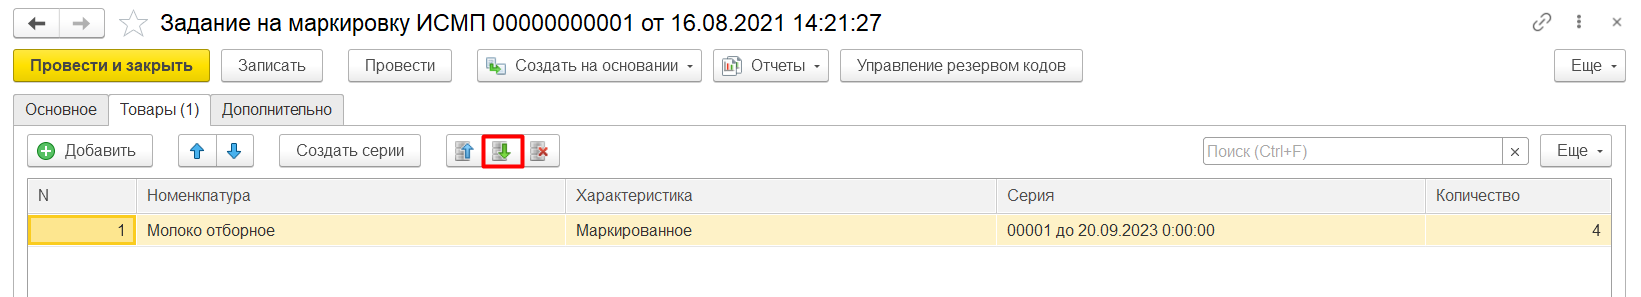 Задание на маркировку ИСМП 00000000001 от 16.08.2021 14:21:27
Провести и закрыть Записать Провести Создать на основании Отчеты Управление резервом кодов Еще
Основное Товары (1) Дополнительно
Добавить Создать серии Поиск (Ctrl+F) Еще
N Номенклатура Характеристика Серия Количество
1 Молоко отборное Маркированное 00001 до 20.09.2023 0:00:00 4